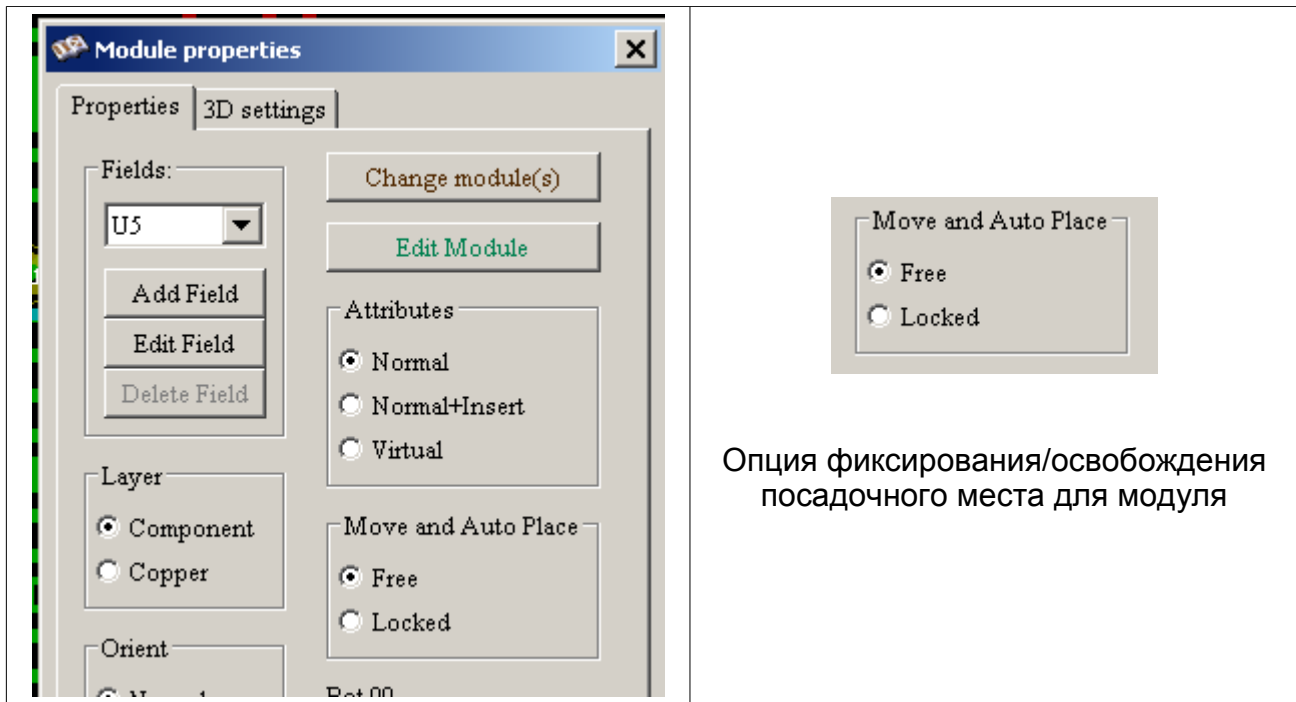 Module properties
Properties
3D settings
Fields:
U5
Add Field
Edit Field
Delete Field
Layer
Component
Copper
Orient
Change module(s)
Edit Module
Attributes
Normal
Normal+Insert
Virtual
Move and Auto Place
Free
Locked
Move and Auto Place
Free
Locked
Опция фиксирования/освобождения
посадочного места для модуля